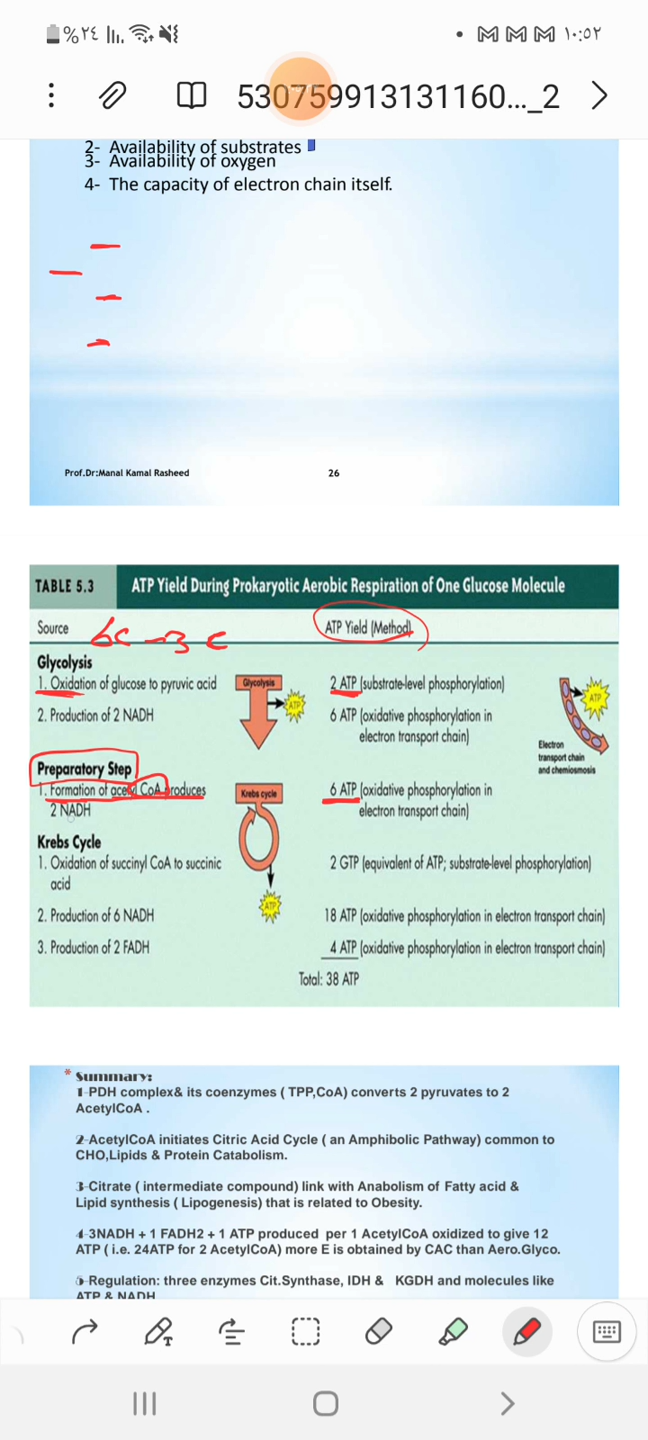 %٢٤
١٠:٥٢
530759913131160..._2
2- Availability of substrates
3- Availability of oxygen
4- The capacity of electron chain itself.
Prof.Dr:Manal Kamal Rasheed
26
TABLE 5.3 ATP Yield During Prokaryotic Aerobic Respiration of One Glucose Molecule
Source 6C - 3 C ATP Yield (Method)
Glycolysis
1. Oxidation of glucose to pyruvic acid Glycolysis ATP 2 ATP (substrate-level phosphorylation) ATP
2. Production of 2 NADH 6 ATP (oxidative phosphorylation in
electron transport chain)
Electron
transport chain
and chemiosmosis
Preparatory Step
1. Formation of acetyl CoA produces Krebs cycle 6 ATP (oxidative phosphorylation in
2 NADH electron transport chain)
Krebs Cycle
1. Oxidation of succinyl CoA to succinic 2 GTP (equivalent of ATP; substrate-level phosphorylation)
acid
ATP
2. Production of 6 NADH 18 ATP (oxidative phosphorylation in electron transport chain)
3. Production of 2 FADH 4 ATP (oxidative phosphorylation in electron transport chain)
Total: 38 ATP
* Summary:
1-PDH complex& its coenzymes ( TPP,CoA) converts 2 pyruvates to 2
AcetylCoA .
2-AcetylCoA initiates Citric Acid Cycle ( an Amphibolic Pathway) common to
CHO,Lipids & Protein Catabolism.
3-Citrate ( intermediate compound) link with Anabolism of Fatty acid &
Lipid synthesis ( Lipogenesis) that is related to Obesity.
4-3NADH + 1 FADH2 + 1 ATP produced per 1 AcetylCoA oxidized to give 12
ATP ( i.e. 24ATP for 2 AcetylCoA) more E is obtained by CAC than Aero.Glyco.
5-Regulation: three enzymes Cit.Synthase, IDH & KGDH and molecules like
ATP & NADH